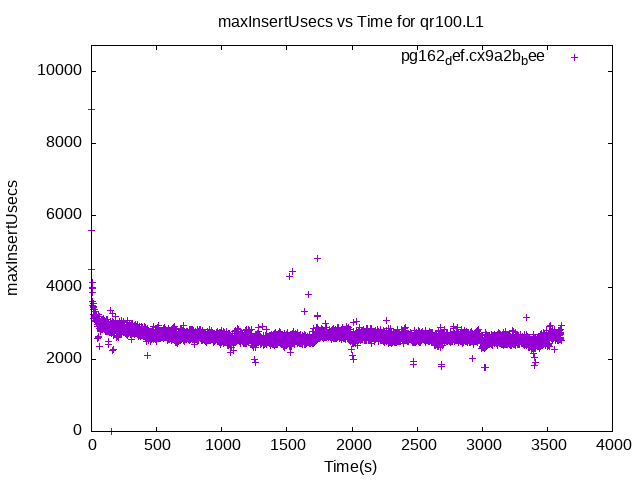 maxInsertUsecs vs Time for qr100.L1
pg162def.cx9a2bbee
10000
8000
6000
4000
2000
0
maxInsertUsecs
0 500 1000 1500 2000 2500 3000 3500 4000
Time(s)